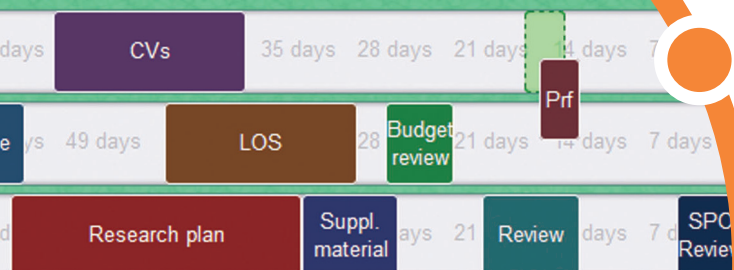 days CVs 35 days 28 days 21 days 14 days 7
Prf
e ys 49 days LOS 28 Budget review 21 days 14 days 7 days
d Research plan Suppl. material ays 21 Review days 7 d SPO Review